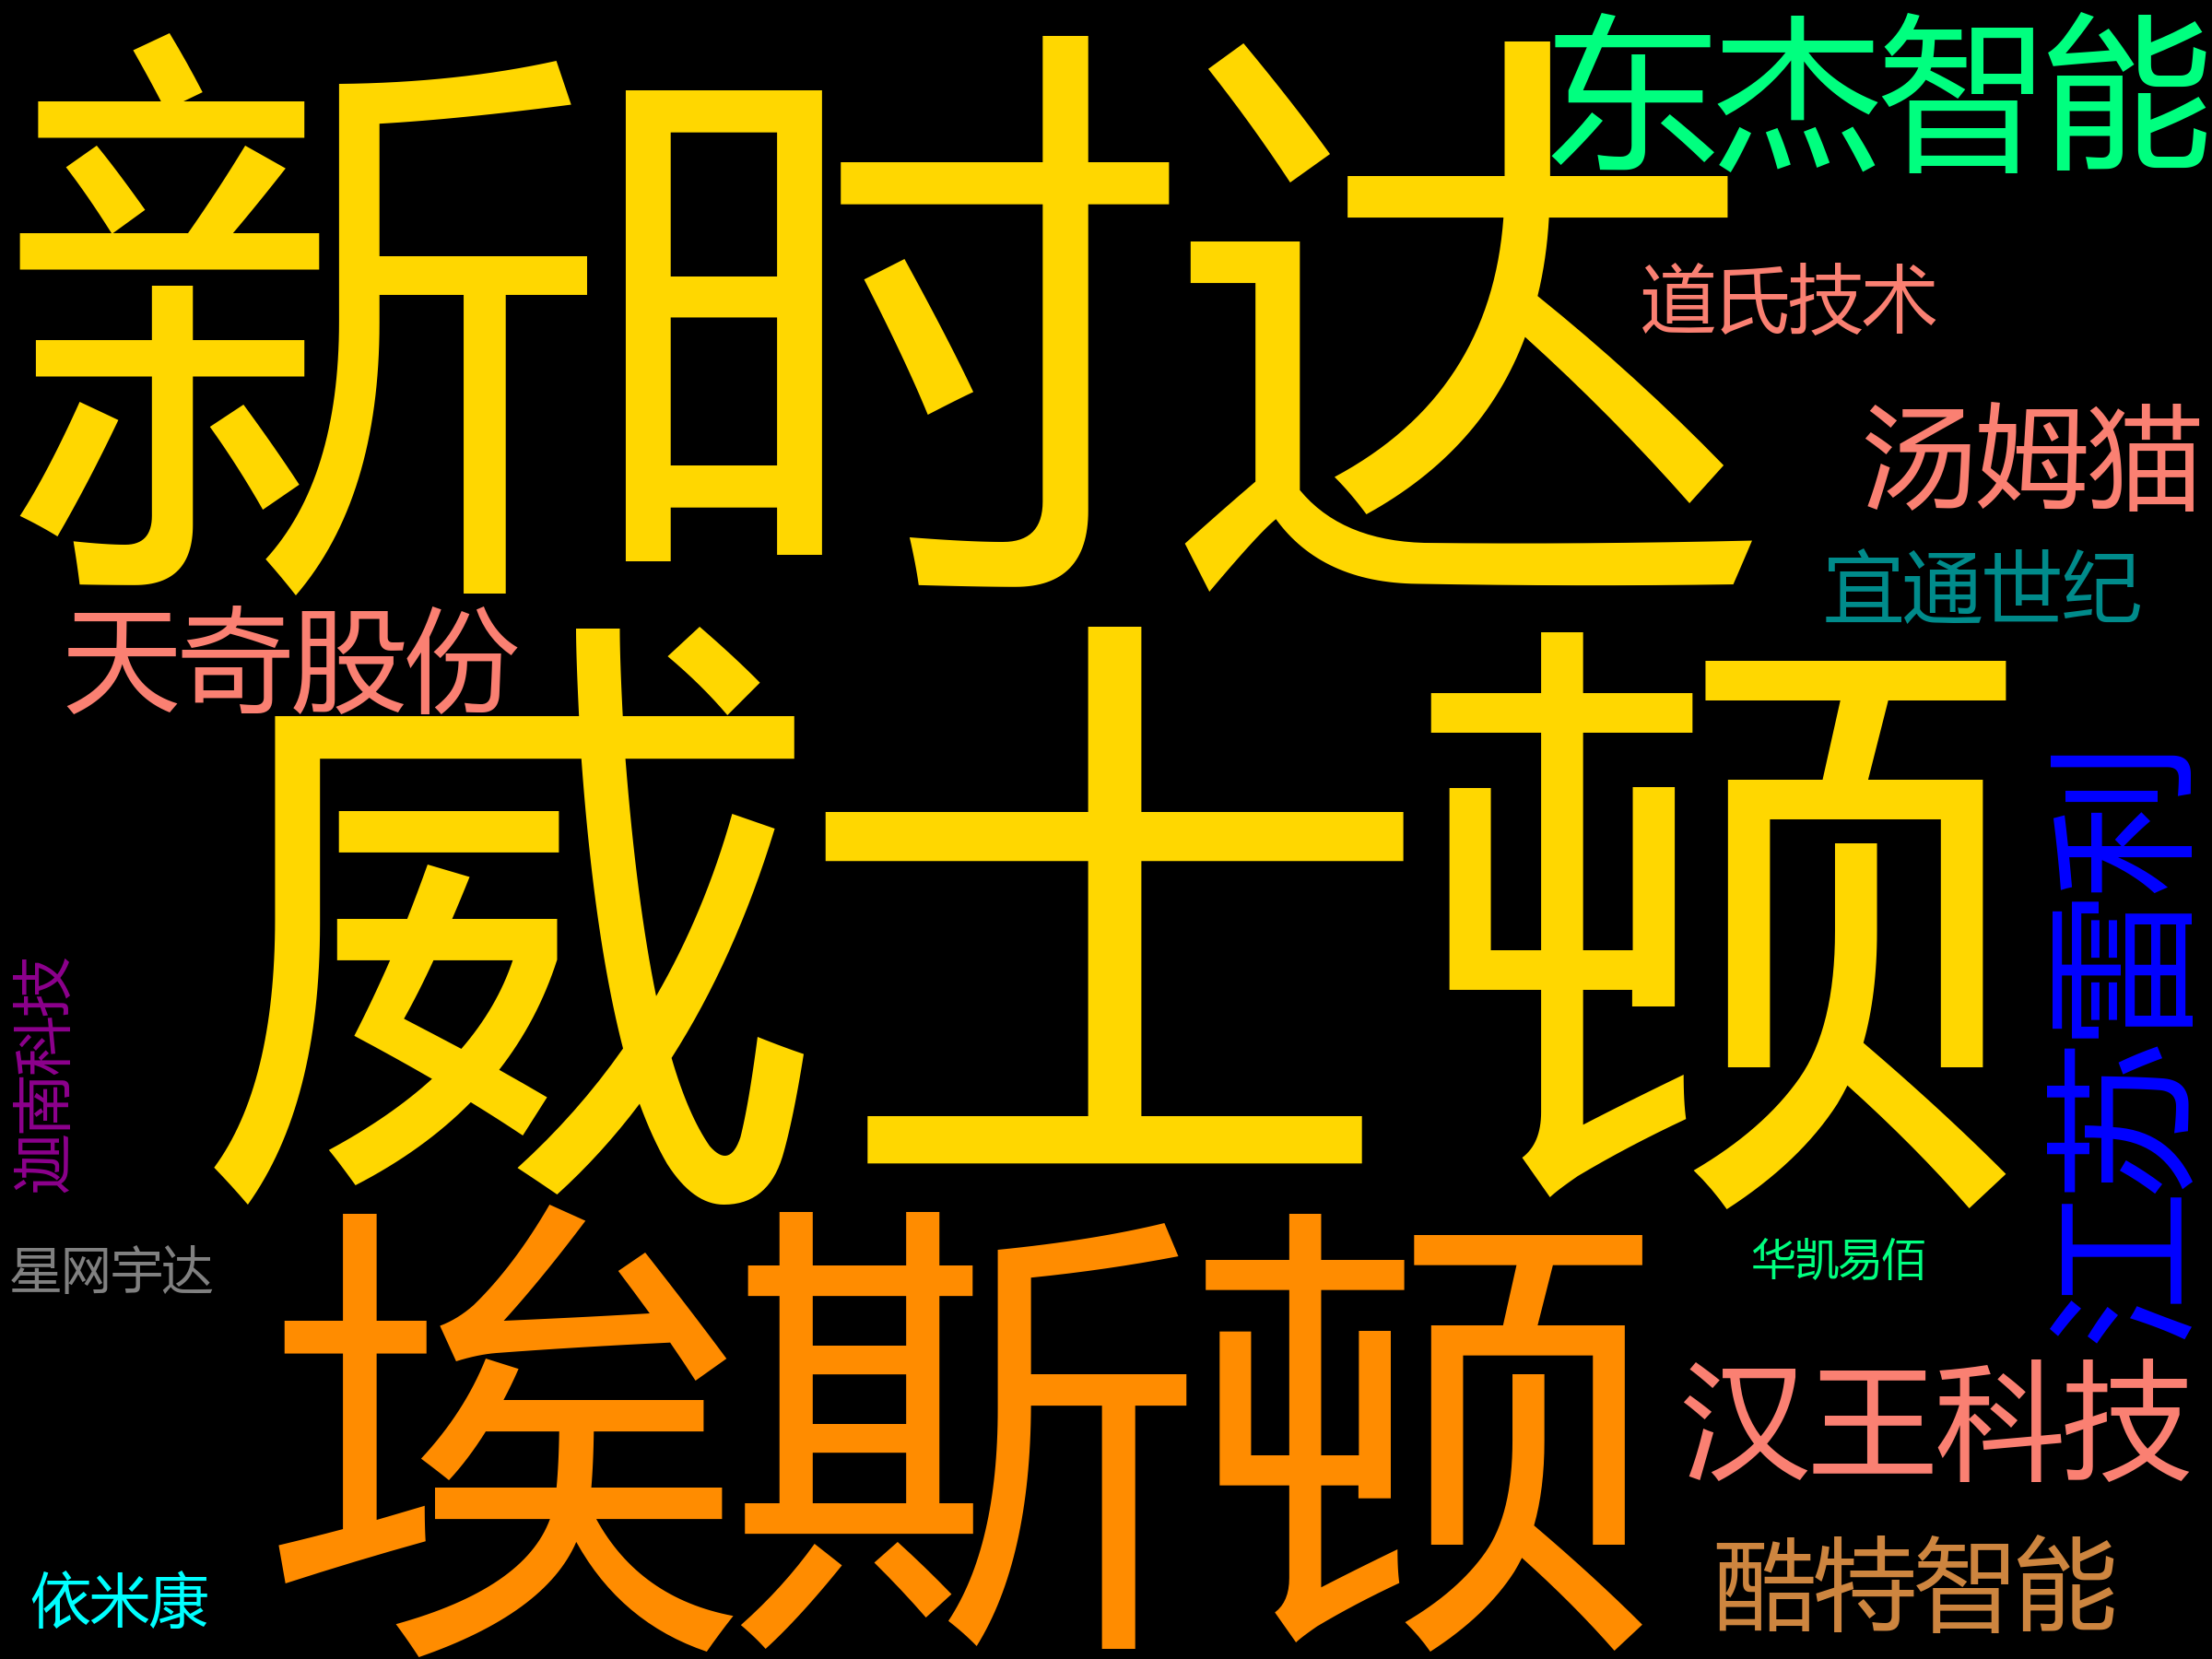 新时达
东杰智能
道氏技术
汤姆猫
宜通世纪
天奇股份
威士顿
江苏雷利
迦南科技
星网宇达
华凯易佰
埃斯顿
汉王科技
酷特智能
依米康